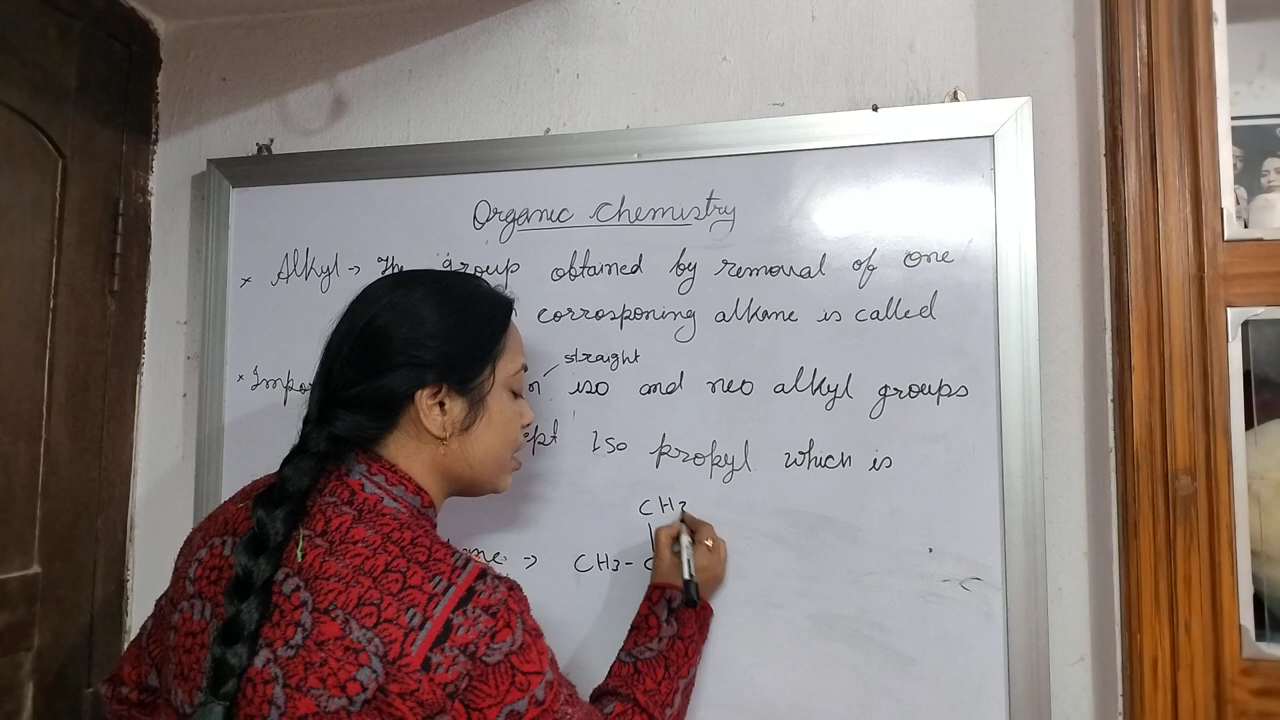 Organic Chemistry
* Alkyl → The group obtained by removal of one
corrosponing alkane is called
straight
* iso and neo alkyl groups
Iso propyl which is
CH3
→ CH3-